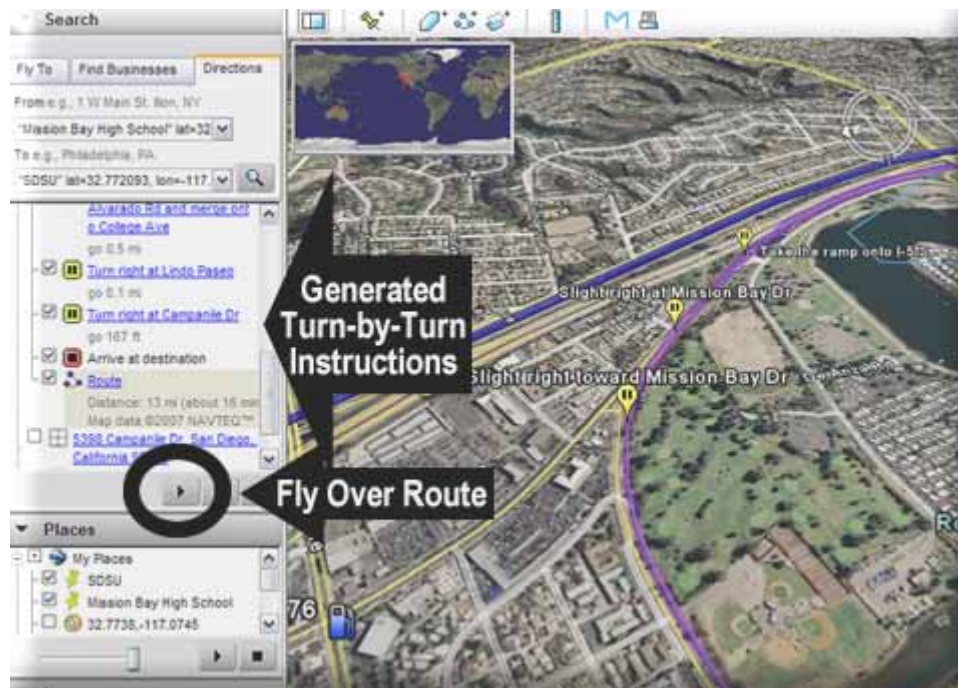 Search
Fly To
Find Businesses
Directions
From e.g., 1 W Main St. Ilion, NY
"Mission Bay High School" lat=32
To e.g., Philadelphia, PA
"SDSU" lat=32.772093, lon=-117.
Alvarado Rd and merge ont
o College Ave
go 0.5 mi
Turn right at Lindo Paseo
go 0.1 mi
Turn right at Campanile Dr
go 167 ft
Arrive at destination
Route
Distance: 13 mi (about 16 min
Map data ©2007 NAVTEQ™
5388 Campanile Dr, San Diego,
California
Places
My Places
SDSU
Mission Bay High School
32.7738,-117.0745
Generated
Turn-by-Turn
Instructions
Fly Over Route
Take the ramp onto I-5 S
Slight right at Mission Bay Dr
Slight right toward Mission Bay Dr
76